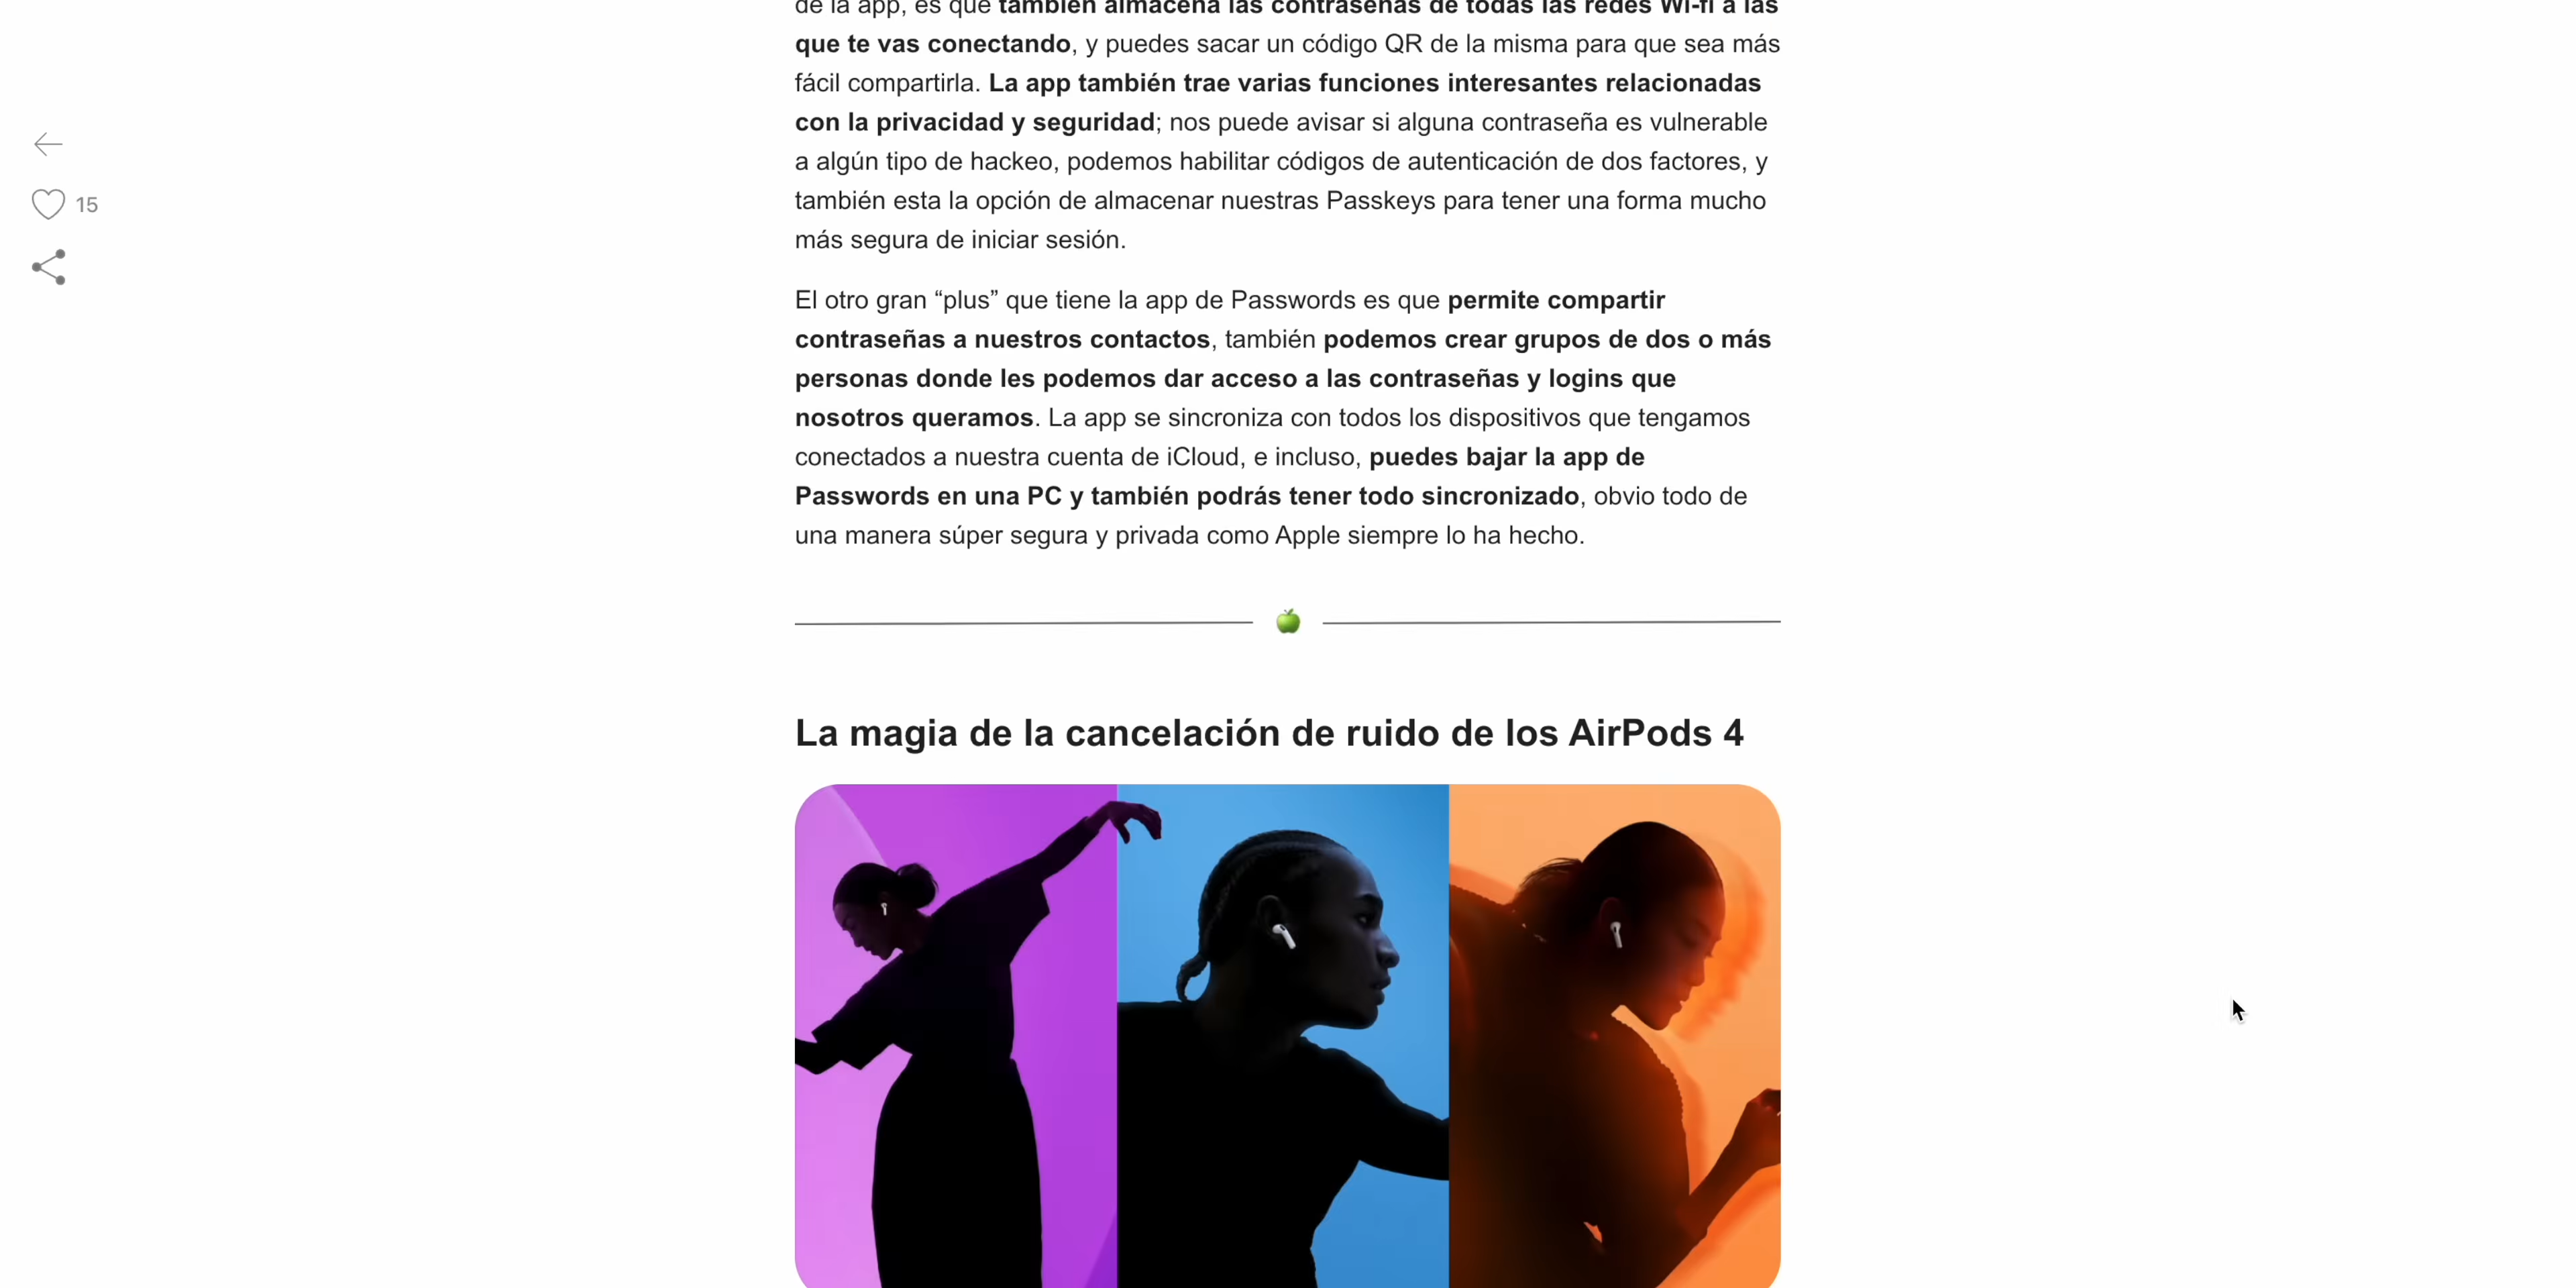 de la app, es que también almacena las contraseñas de todas las redes Wi-fi a las
que te vas conectando, y puedes sacar un código QR de la misma para que sea más
fácil compartirla. La app también trae varias funciones interesantes relacionadas
con la privacidad y seguridad; nos puede avisar si alguna contraseña es vulnerable
a algún tipo de hackeo, podemos habilitar códigos de autenticación de dos factores, y
también esta la opción de almacenar nuestras Passkeys para tener una forma mucho
más segura de iniciar sesión.
15
El otro gran “plus” que tiene la app de Passwords es que permite compartir
contraseñas a nuestros contactos, también podemos crear grupos de dos o más
personas donde les podemos dar acceso a las contraseñas y logins que
nosotros queramos. La app se sincroniza con todos los dispositivos que tengamos
conectados a nuestra cuenta de iCloud, e incluso, puedes bajar la app de
Passwords en una PC y también podrás tener todo sincronizado, obvio todo de
una manera súper segura y privada como Apple siempre lo ha hecho.
La magia de la cancelación de ruido de los AirPods 4